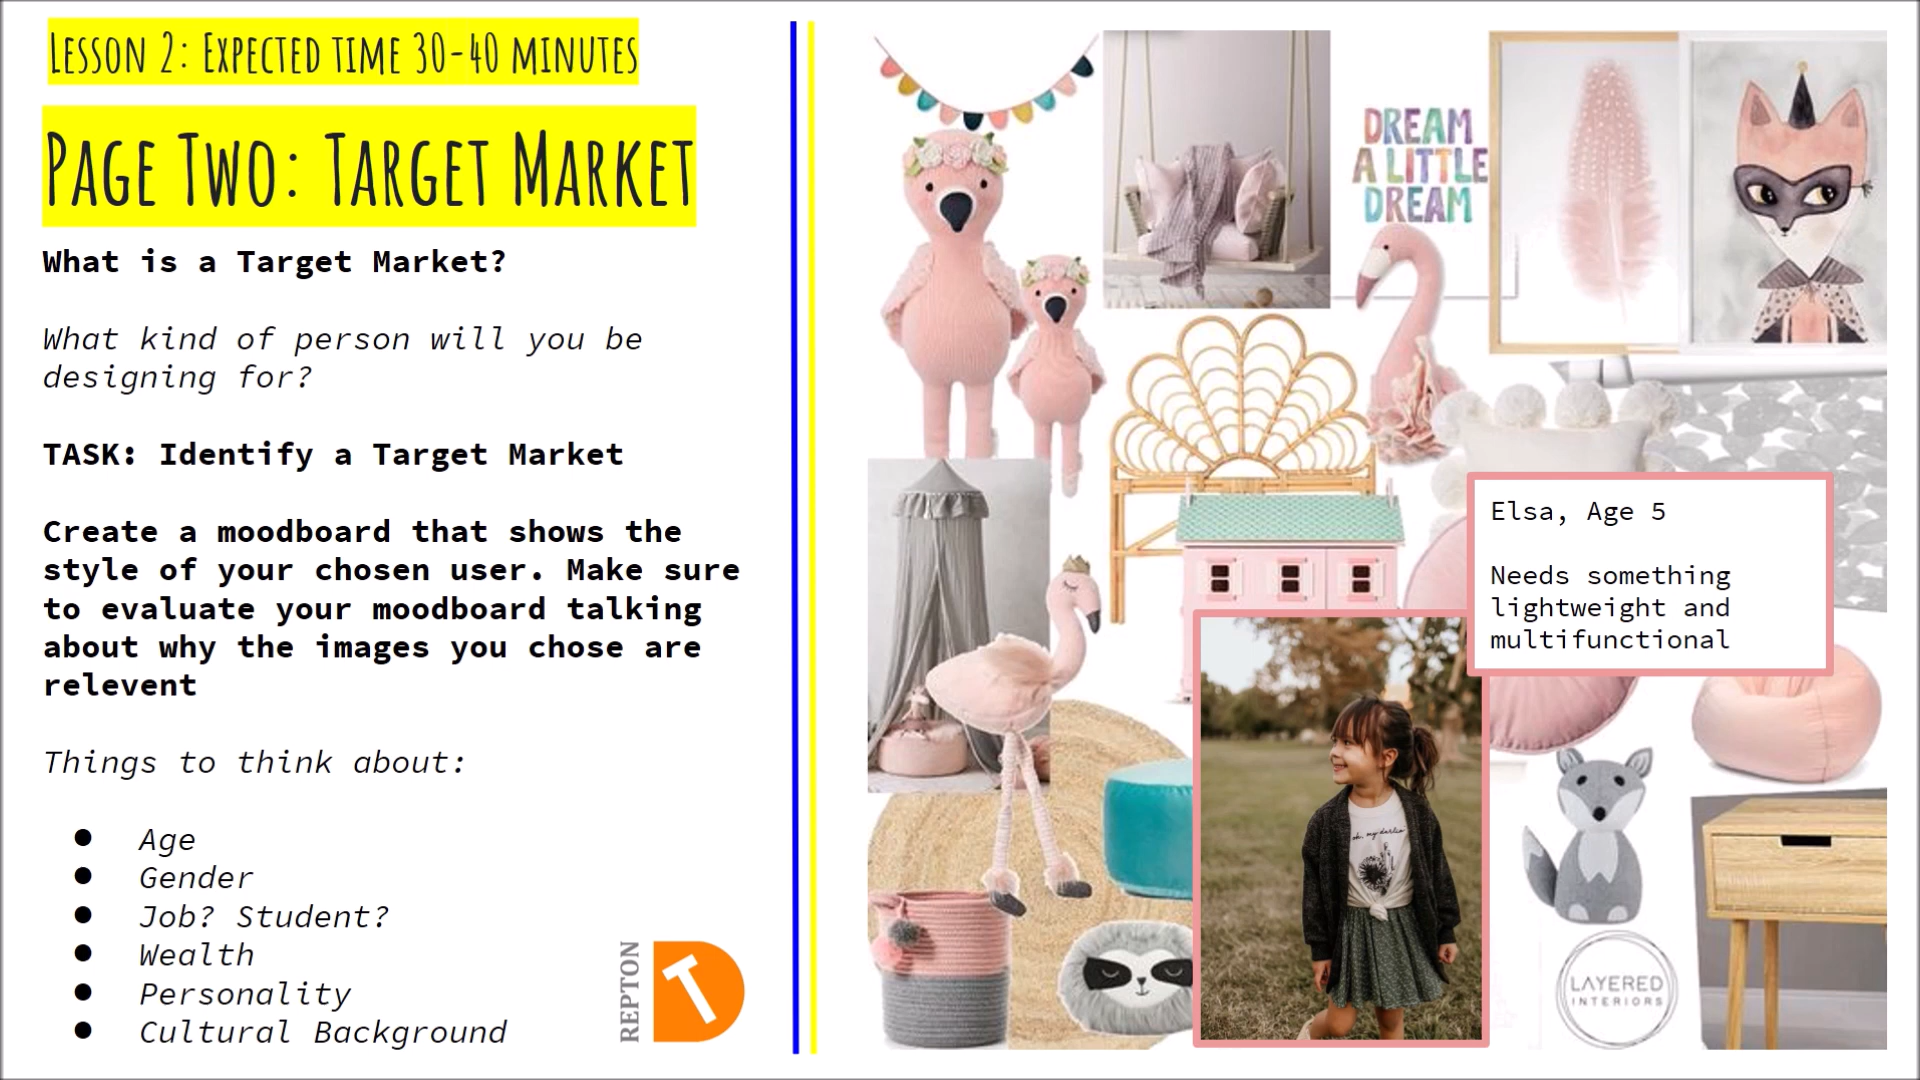 Lesson 2: Expected time 30-40 minutes
Page Two: Target Market
What is a Target Market?
What kind of person will you be
designing for?
TASK: Identify a Target Market
Create a moodboard that shows the
style of your chosen user. Make sure
to evaluate your moodboard talking
about why the images you chose are
relevent
Things to think about:
● Age
● Gender
● Job? Student?
● Wealth
● Personality
● Cultural Background
REPTON
DREAM
A LITTLE
DREAM
Elsa, Age 5
Needs something
lightweight and
multifunctional
oh, my darlin
LAYERED
INTERIORS